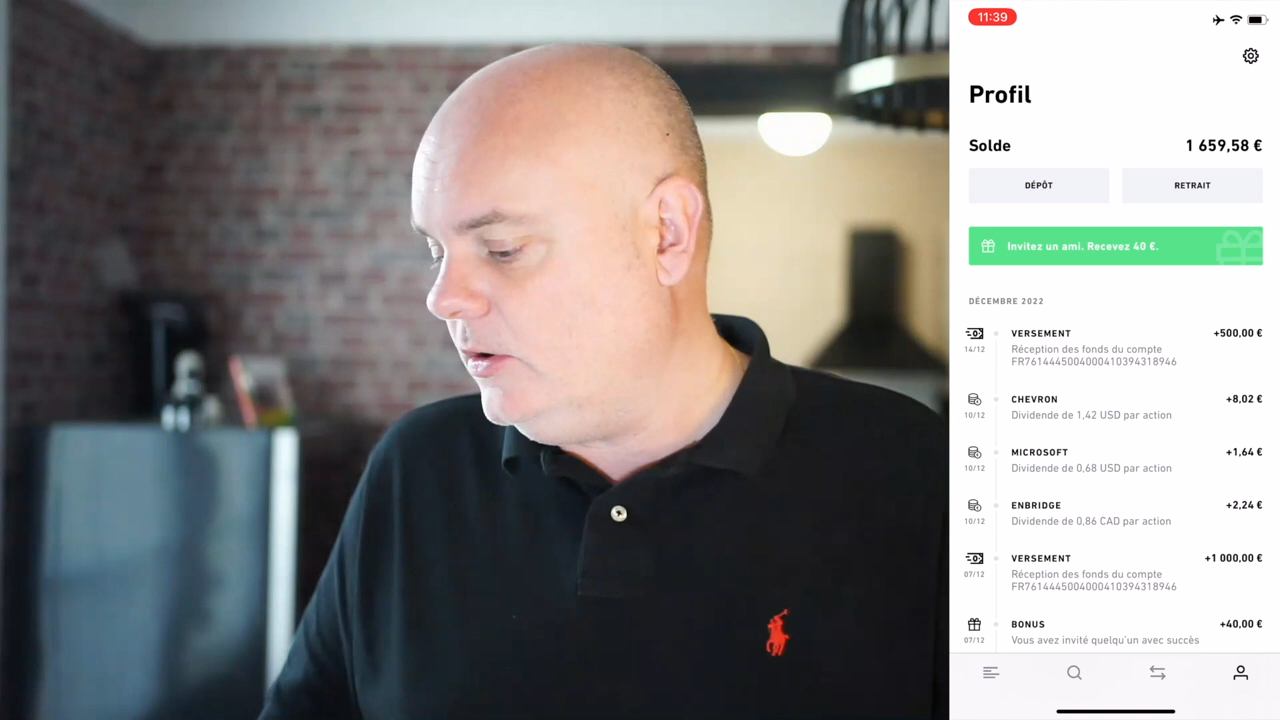 11:39
Profil
Solde 1 659,58 €
DÉPÔT RETRAIT
Invitez un ami. Recevez 40 €.
DÉCEMBRE 2022
VERSEMENT +500,00 €
14/12 Réception des fonds du compte
FR7614445004000410394318946
CHEVRON +8,02 €
10/12 Dividende de 1,42 USD par action
MICROSOFT +1,64 €
10/12 Dividende de 0,68 USD par action
ENBRIDGE +2,24 €
10/12 Dividende de 0,86 CAD par action
VERSEMENT +1 000,00 €
07/12 Réception des fonds du compte
FR7614445004000410394318946
BONUS +40,00 €
07/12 Vous avez invité quelqu'un avec succès